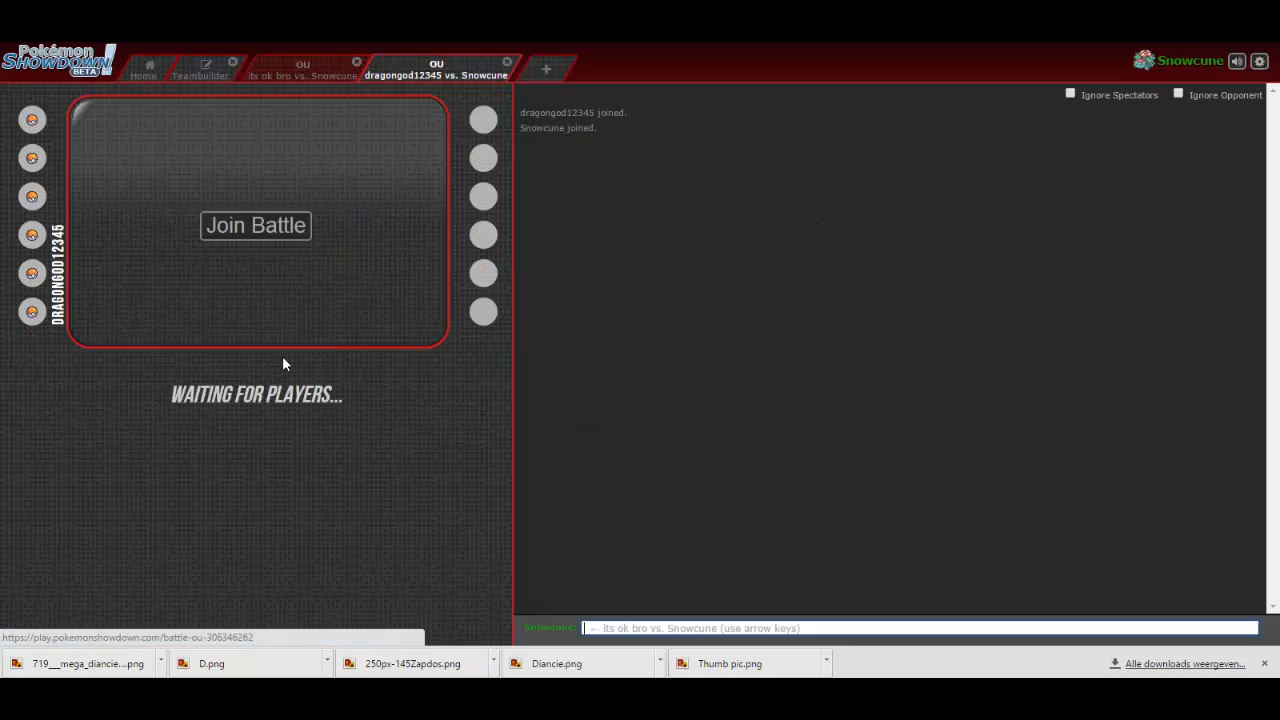 Pokémon
SHOWDOWN!
BETA
Home
Teambuilder
OU
its ok bro vs. Snowcune
OU
dragongod12345 vs. Snowcune
+
Snowcune
Ignore Spectators
Ignore Opponent
dragongod12345 joined.
Snowcune joined.
DRAGONGOD12345
Join Battle
WAITING FOR PLAYERS...
Snowcune:
← its ok bro vs. Snowcune (use arrow keys)
https://play.pokemonshowdown.com/battle-ou-306346262
719___mega_diancie....png
D.png
250px-145Zapdos.png
Diancie.png
Thumb pic.png
Alle downloads weergeven...